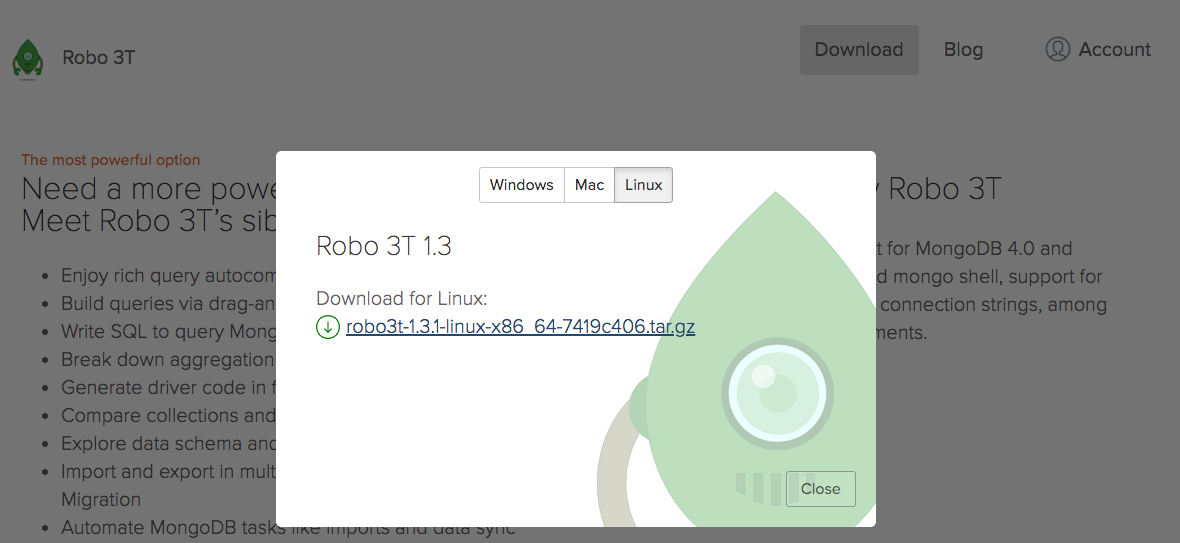 Robo 3T
Download
Blog
Account
The most powerful option
Need a more powe
Meet Robo 3T's sib
Enjoy rich query autocom
Build queries via drag-an
Write SQL to query Mong
Break down aggregation
Generate driver code in f
Compare collections and
Explore data schema and
Import and export in mult
Migration
Automate MongoDB tasks like imports and data sync
Windows
Mac
Linux
Robo 3T 1.3
Download for Linux:
robo3t-1.3.1-linux-x86_64-7419c406.tar.gz
Close
Robo 3T
t for MongoDB 4.0 and
d mongo shell, support for
connection strings, among
ments.